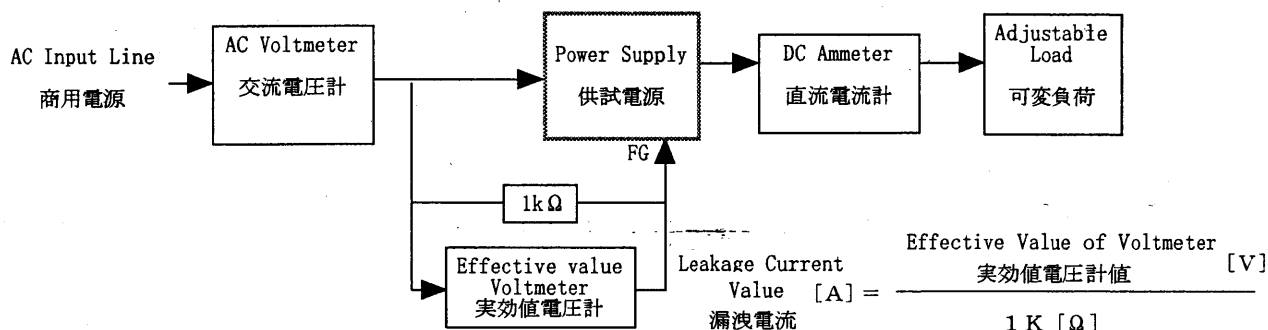 AC Input Line
商用電源
AC Voltmeter
交流電圧計
Power Supply
供試電源
DC Ammeter
直流電流計
Adjustable
Load
可変負荷
FG
1kΩ
Effective value
Voltmeter
実効値電圧計
Leakage Current
Value [A] =
漏洩電流
Effective Value of Voltmeter
実効値電圧計値 [V]
1K [Ω]